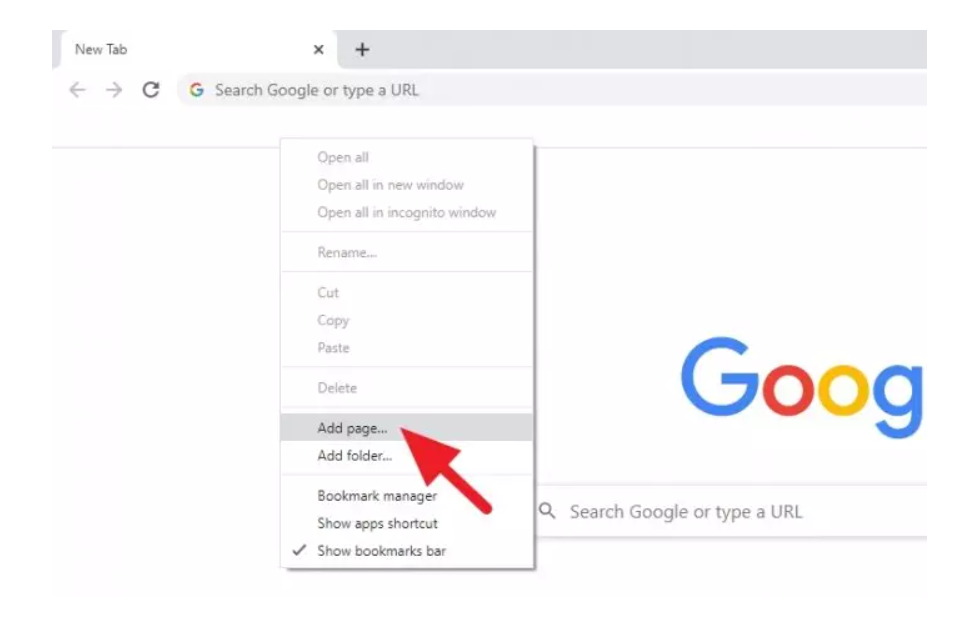 New Tab
Search Google or type a URL
Open all
Open all in new window
Open all in incognito window
Rename...
Cut
Copy
Paste
Delete
Add page...
Add folder...
Bookmark manager
Show apps shortcut
Show bookmarks bar
Goog
Search Google or type a URL